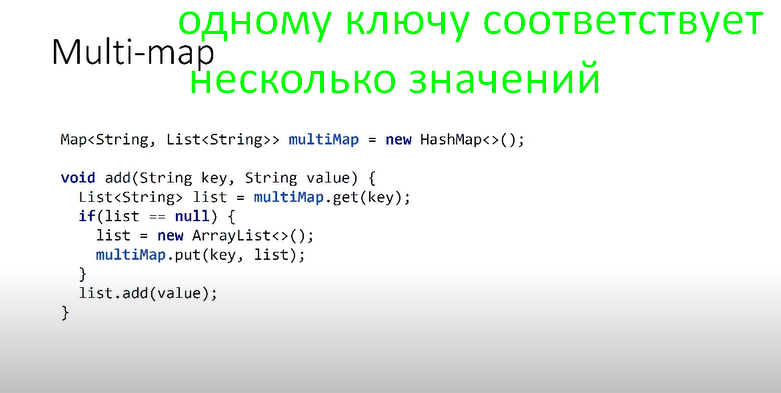 одному ключу соответствует
Multi-map
несколько значений
Map<String, List<String>> multiMap = new HashMap<>();
void add(String key, String value) {
List<String> list = multiMap.get(key);
if(list == null) {
list = new ArrayList<>();
multiMap.put(key, list);
}
list.add(value);
}